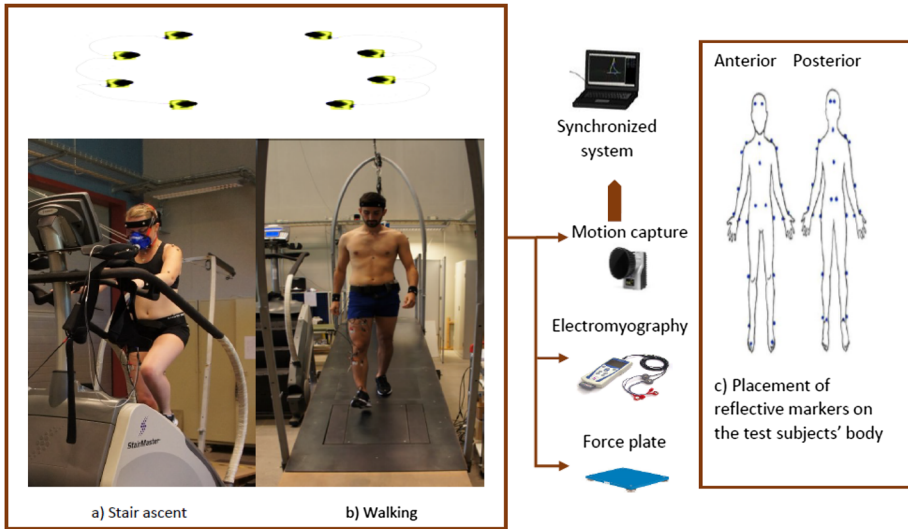 StairMaster
a) Stair ascent
b) Walking
Synchronized
system
Motion capture
Electromyography
Force plate
Anterior Posterior
c) Placement of
reflective markers on
the test subjects' body